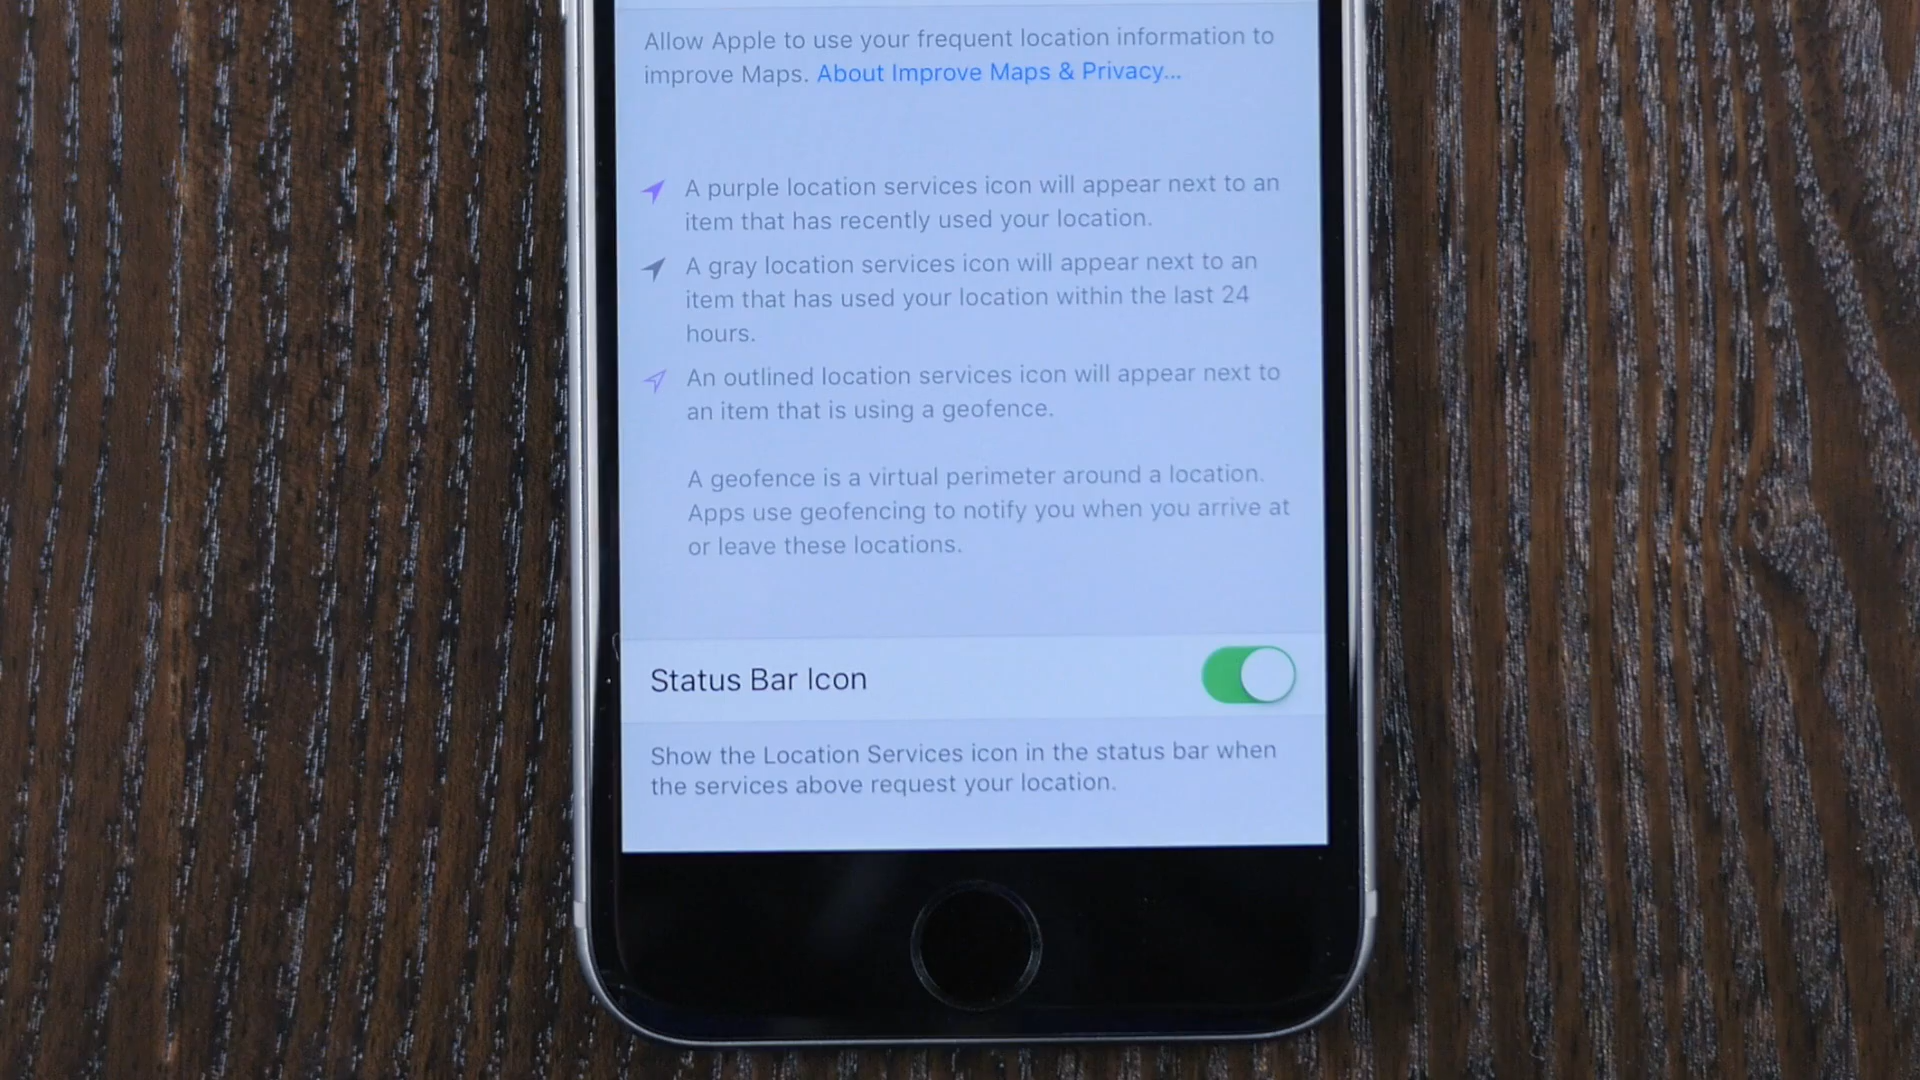 Allow Apple to use your frequent location information to
improve Maps. About Improve Maps & Privacy...
A purple location services icon will appear next to an
item that has recently used your location.
A gray location services icon will appear next to an
item that has used your location within the last 24
hours.
An outlined location services icon will appear next to
an item that is using a geofence.
A geofence is a virtual perimeter around a location.
Apps use geofencing to notify you when you arrive at
or leave these locations.
Status Bar Icon
Show the Location Services icon in the status bar when
the services above request your location.